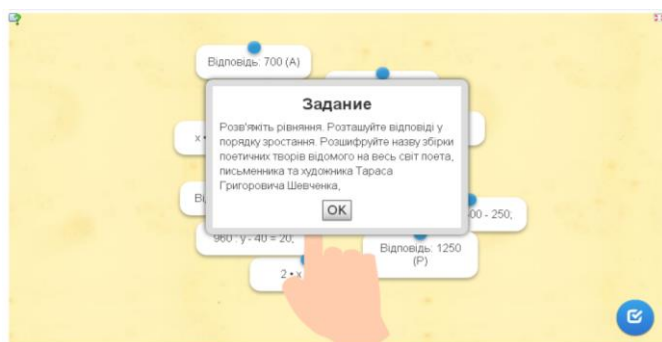 Відповідь: 700 (А)
Задание
Розв'яжіть рівняння. Розташуйте відповіді у
порядку зростання. Розшифруйте назву збірки
поетичних творів відомого на весь світ поета,
письменника та художника Тараса
Григоровича Шевченка,
OK
00 - 250;
960 : у - 40 = 20;
Відповідь: 1250
(Р)
2 • х